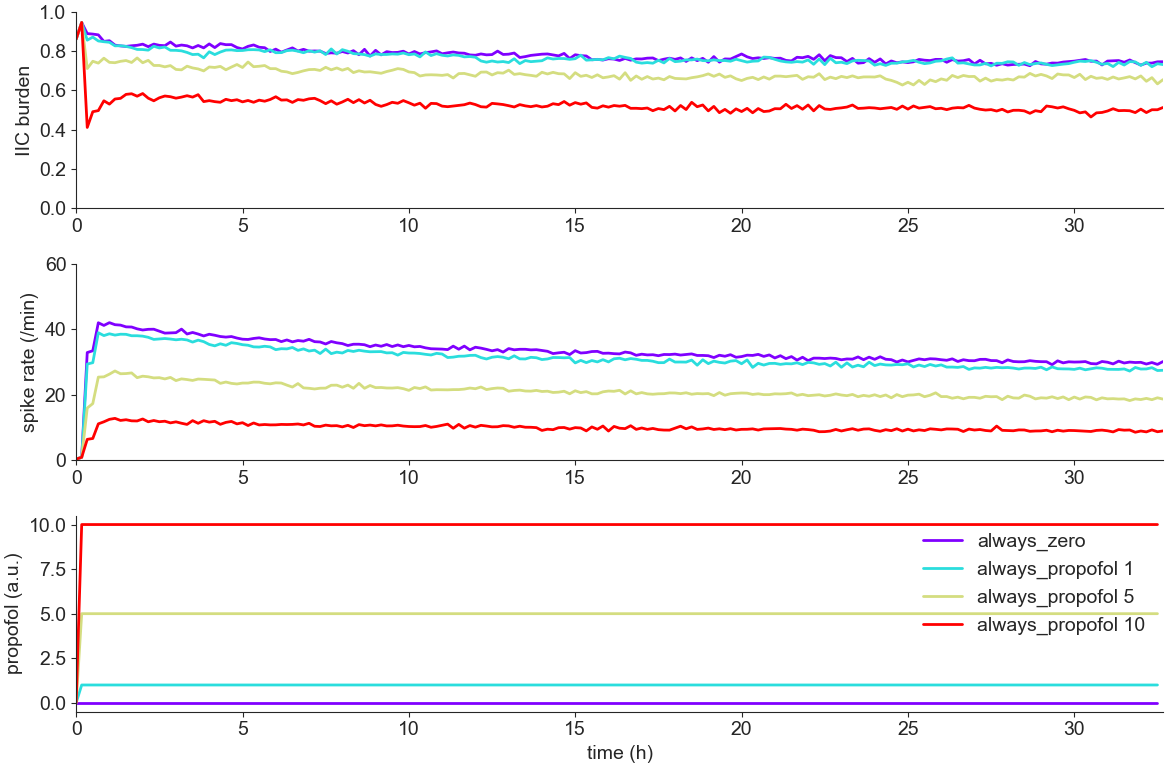 IIC burden
1.0
0.8
0.6
0.4
0.2
0.0
0 5 10 15 20 25 30
spike rate (/min)
60
40
20
0
0 5 10 15 20 25 30
propofol (a.u.)
10.0
7.5
5.0
2.5
0.0
always_zero
always_propofol 1
always_propofol 5
always_propofol 10
0 5 10 15 20 25 30
time (h)